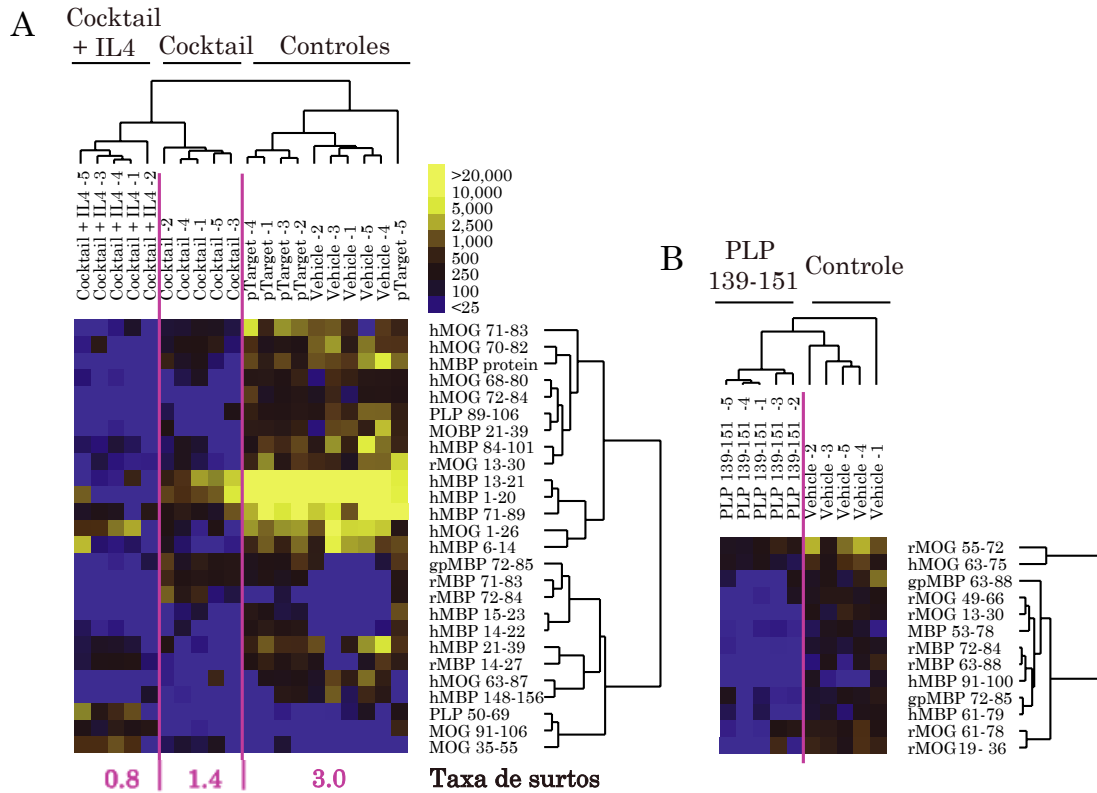 A
Cocktail
+ IL4
Cocktail
Controles
Cocktail + IL4 -5
Cocktail + IL4 -3
Cocktail + IL4 -4
Cocktail + IL4 -1
Cocktail + IL4 -2
Cocktail -2
Cocktail -4
Cocktail -1
Cocktail -5
Cocktail -3
pTarget -4
pTarget -1
pTarget -3
pTarget -2
Vehicle -2
Vehicle -3
Vehicle -1
Vehicle -5
Vehicle -4
pTarget -5
>20,000
10,000
5,000
2,500
1,000
500
250
100
<25
hMOG 71-83
hMOG 70-82
hMBP protein
hMOG 68-80
hMOG 72-84
PLP 89-106
MOBP 21-39
hMBP 84-101
rMOG 13-30
hMBP 13-21
hMBP 1-20
hMBP 71-89
hMOG 1-26
hMBP 6-14
gpMBP 72-85
rMBP 71-83
rMBP 72-84
hMBP 15-23
hMBP 14-22
hMBP 21-39
rMBP 14-27
hMOG 63-87
hMBP 148-156
PLP 50-69
MOG 91-106
MOG 35-55
0.8
1.4
3.0
Taxa de surtos
B
PLP
139-151
Controle
PLP 139-151 -5
PLP 139-151 -4
PLP 139-151 -1
PLP 139-151 -3
PLP 139-151 -2
Vehicle -2
Vehicle -3
Vehicle -5
Vehicle -4
Vehicle -1
rMOG 55-72
hMOG 63-75
gpMBP 63-88
rMOG 49-66
rMOG 13-30
MBP 53-78
rMBP 72-84
rMBP 63-88
hMBP 91-100
gpMBP 72-85
hMBP 61-79
rMOG 61-78
rMOG19- 36